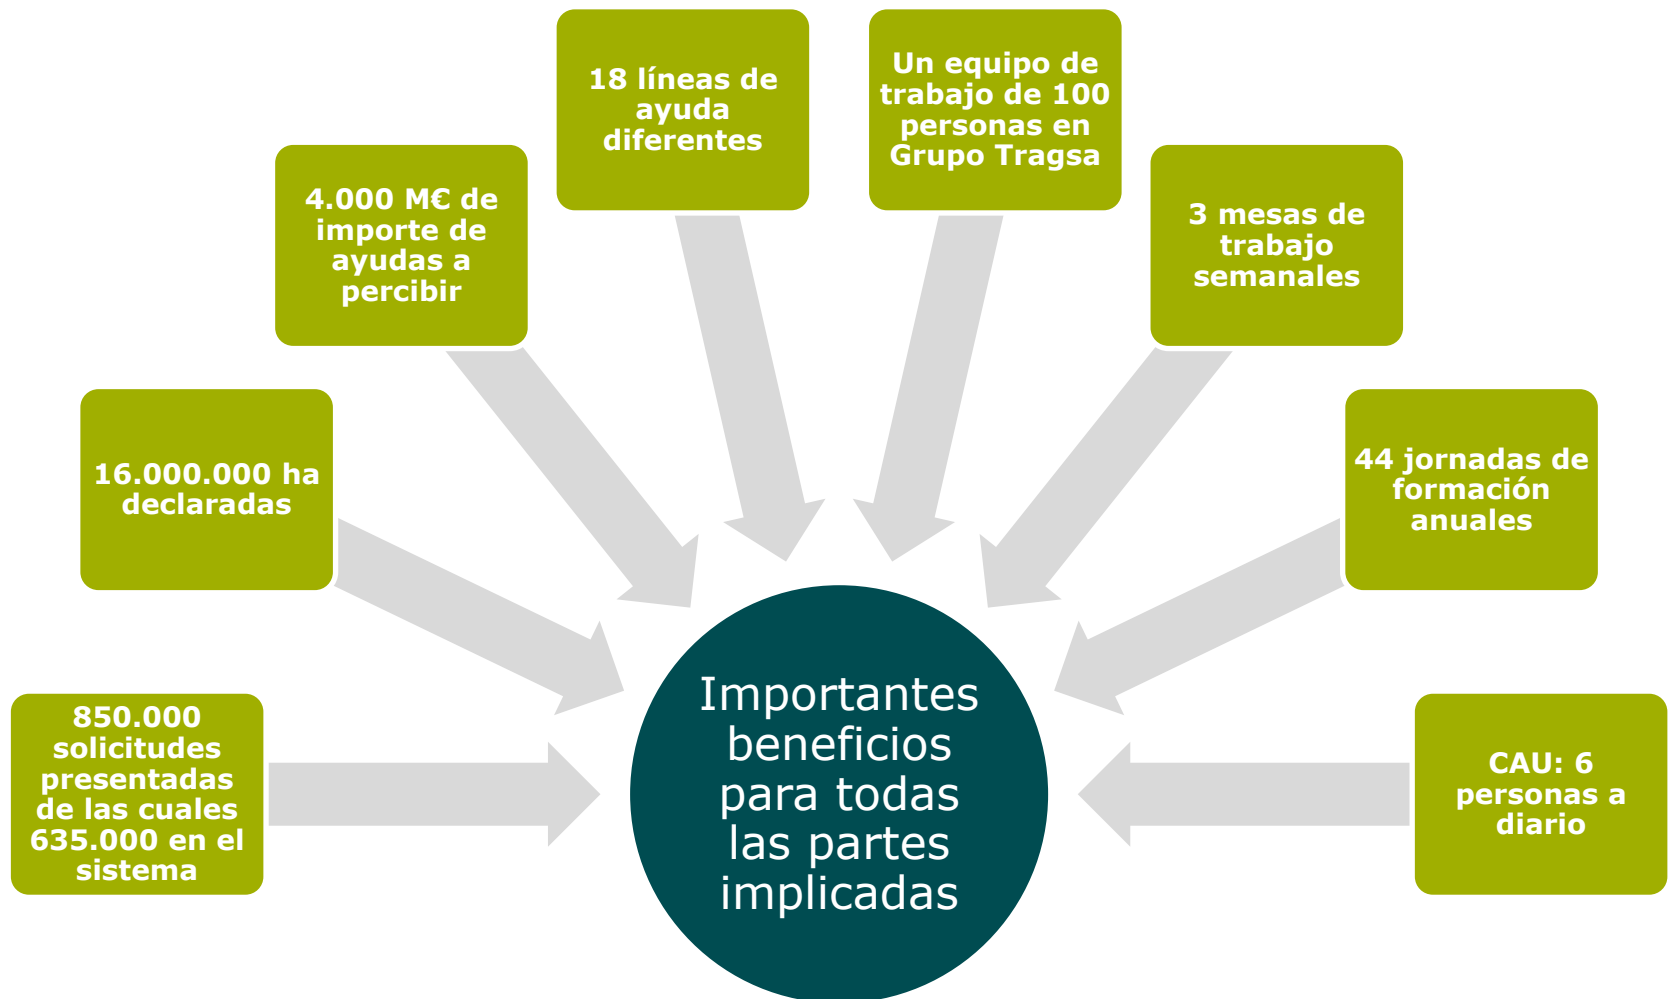 850.000
solicitudes
presentadas
de las cuales
635.000 en el
sistema
16.000.000 ha
declaradas
4.000 M€ de
importe de
ayudas a
percibir
18 líneas de
ayuda
diferentes
Un equipo de
trabajo de 100
personas en
Grupo Tragsa
3 mesas de
trabajo
semanales
44 jornadas de
formación
anuales
CAU: 6
personas a
diario
Importantes
beneficios
para todas
las partes
implicadas